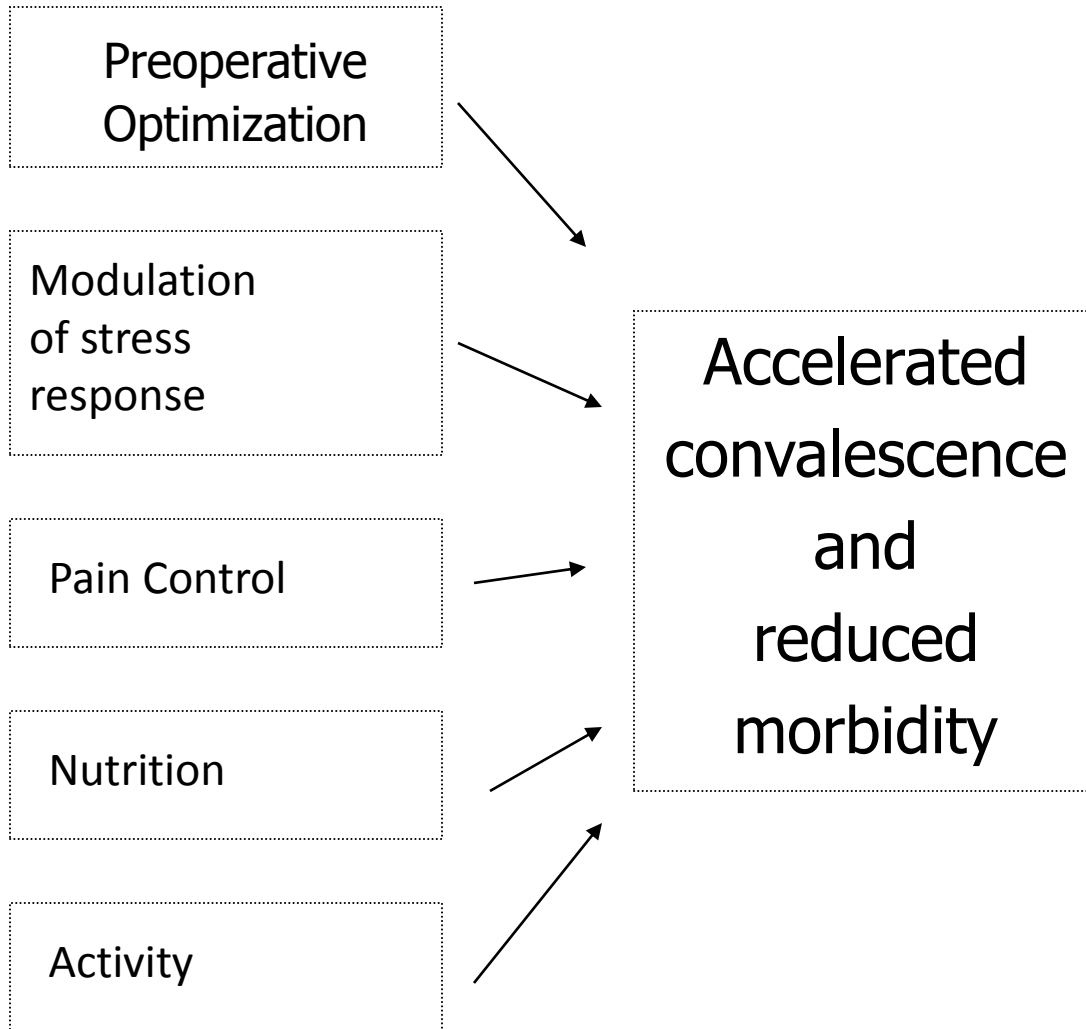 Preoperative
Optimization
Modulation
of stress
response
Pain Control
Nutrition
Activity
Accelerated
convalescence
and
reduced
morbidity